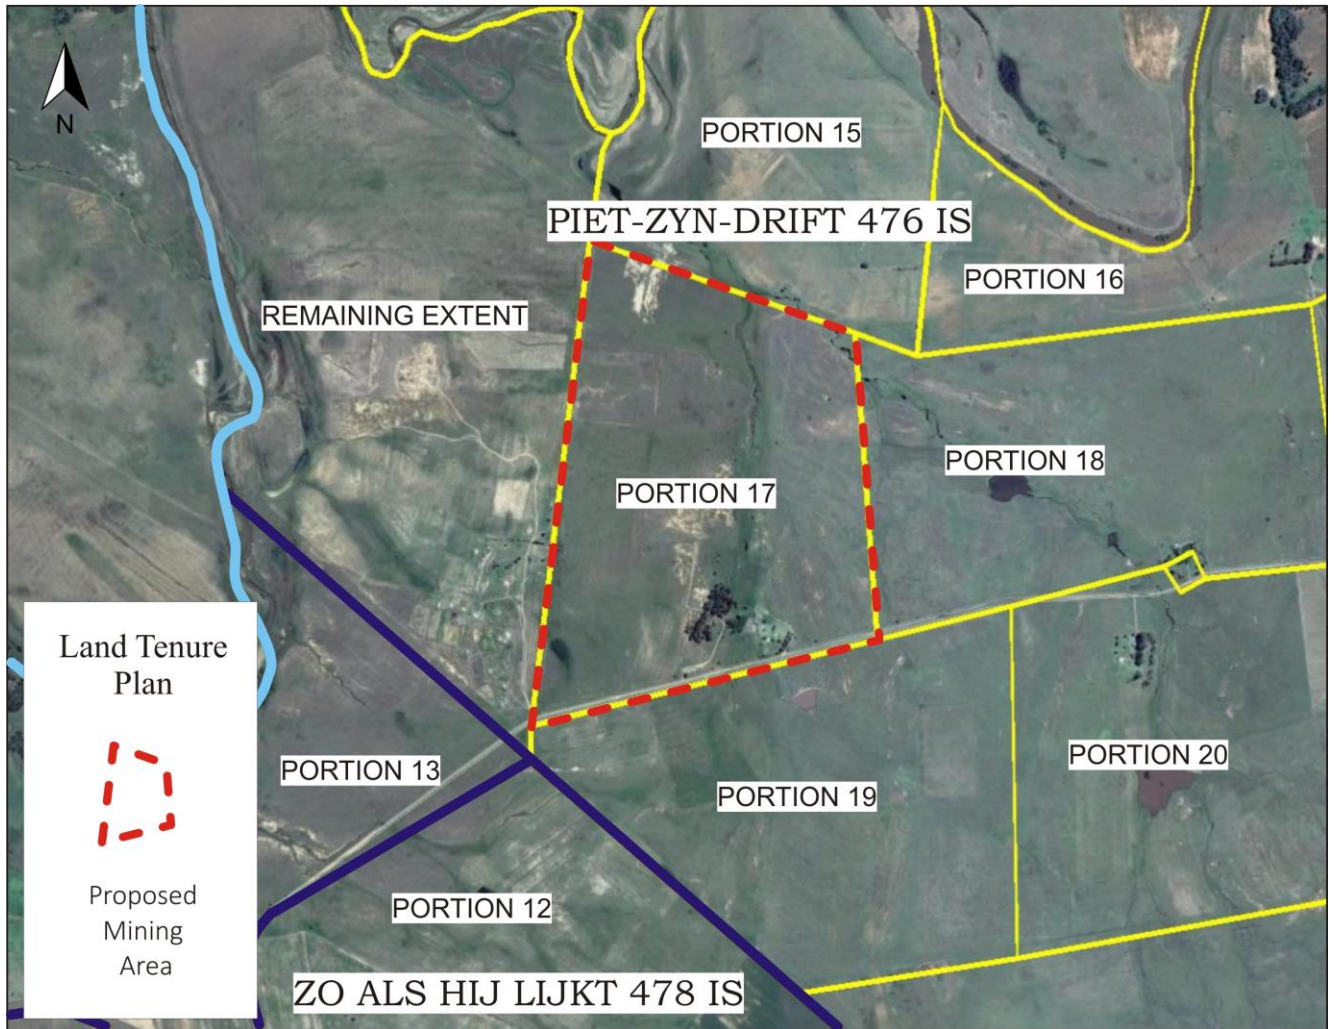 N
PORTION 15
PIET-ZYN-DRIFT 476 IS
PORTION 16
REMAINING EXTENT
PORTION 18
PORTION 17
Land Tenure
Plan
PORTION 13
PORTION 20
PORTION 19
Proposed
Mining
Area
PORTION 12
ZO ALS HIJ LIJKT 478 IS